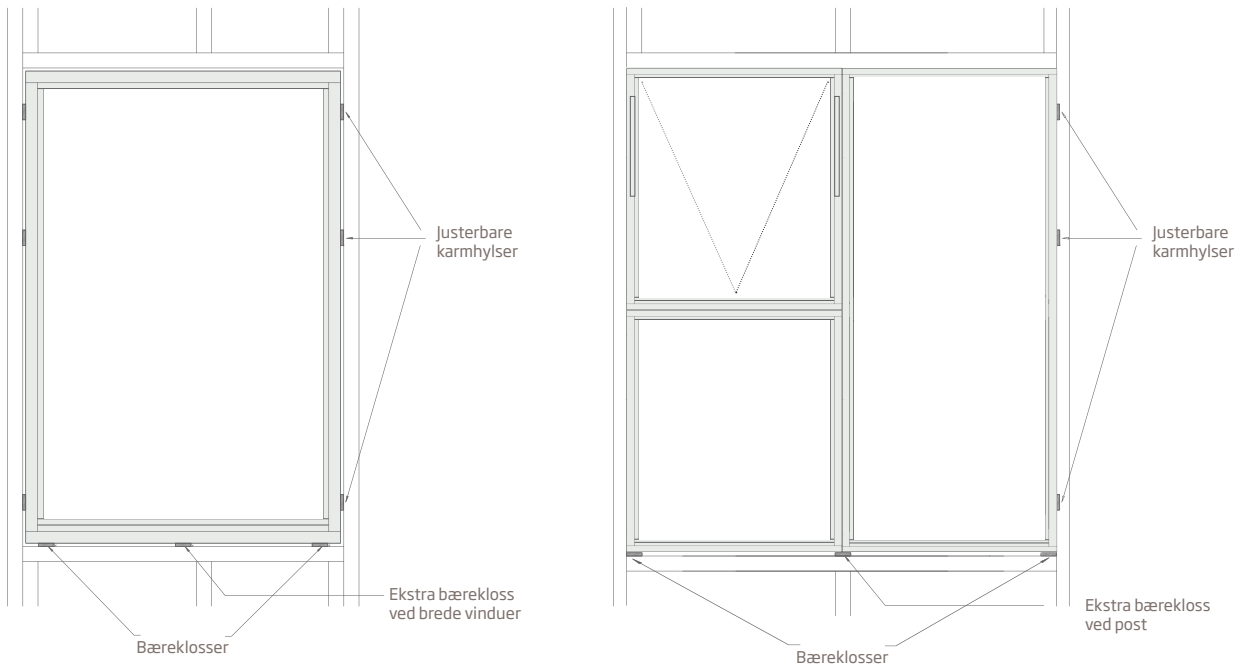 Justerbare
karmhylser
Ekstra bærekloss
ved brede vinduer
Bæreklosser
Justerbare
karmhylser
Ekstra bærekloss
ved post
Bæreklosser